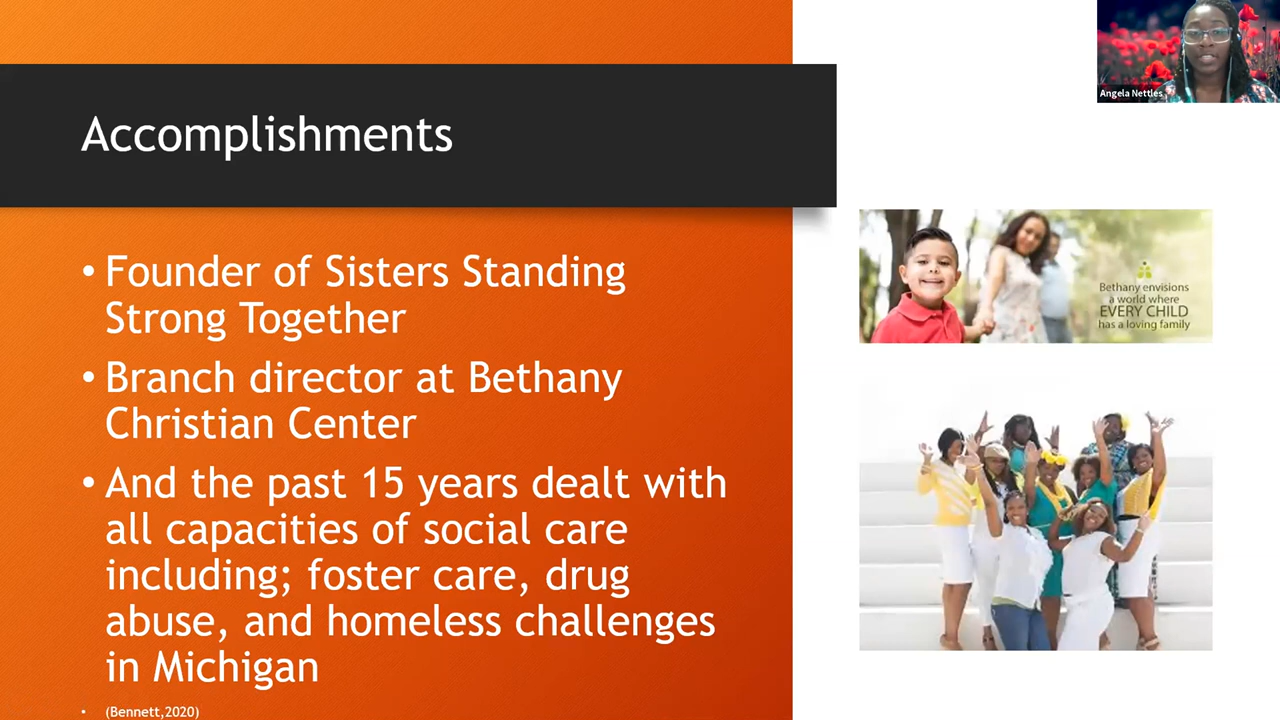 Accomplishments
• Founder of Sisters Standing
Strong Together
• Branch director at Bethany
Christian Center
• And the past 15 years dealt with
all capacities of social care
including; foster care, drug
abuse, and homeless challenges
in Michigan
• (Bennett,2020)
Angela Nettles
Bethany envisions
a world where
EVERY CHILD
has a loving family